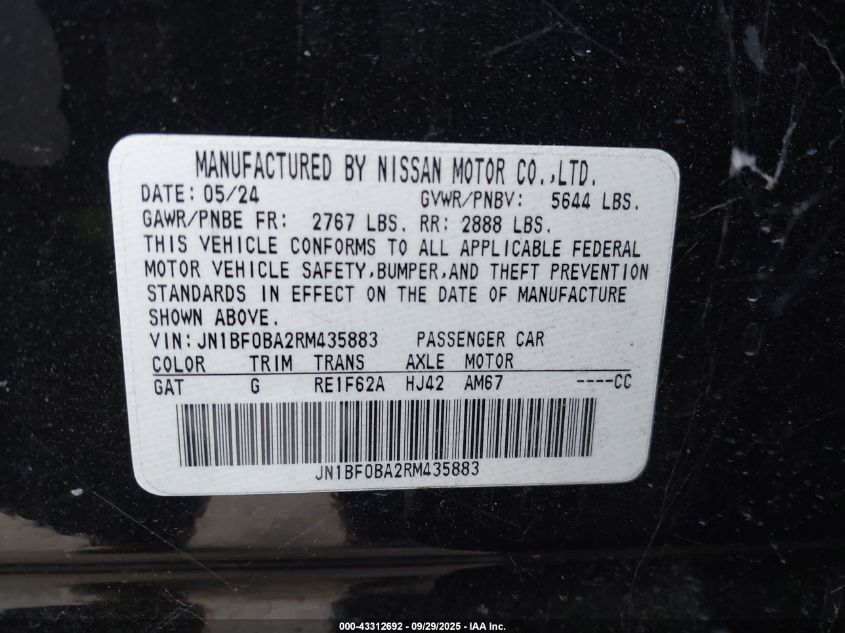 MANUFACTURED BY NISSAN MOTOR CO.,LTD.
DATE: 05/24 GVWR/PNBV: 5644 LBS.
GAWR/PNBE FR: 2767 LBS. RR: 2888 LBS.
THIS VEHICLE CONFORMS TO ALL APPLICABLE FEDERAL
MOTOR VEHICLE SAFETY,BUMPER,AND THEFT PREVENTION
STANDARDS IN EFFECT ON THE DATE OF MANUFACTURE
SHOWN ABOVE.
VIN:JN1BF0BA2RM435883 PASSENGER CAR
COLOR TRIM TRANS AXLE MOTOR
GAT G RE1F62A HJ42 AM67 ----CC
JN1BF0BA2RM435883
000-43312692 - 09/29/2025 - IAA Inc.